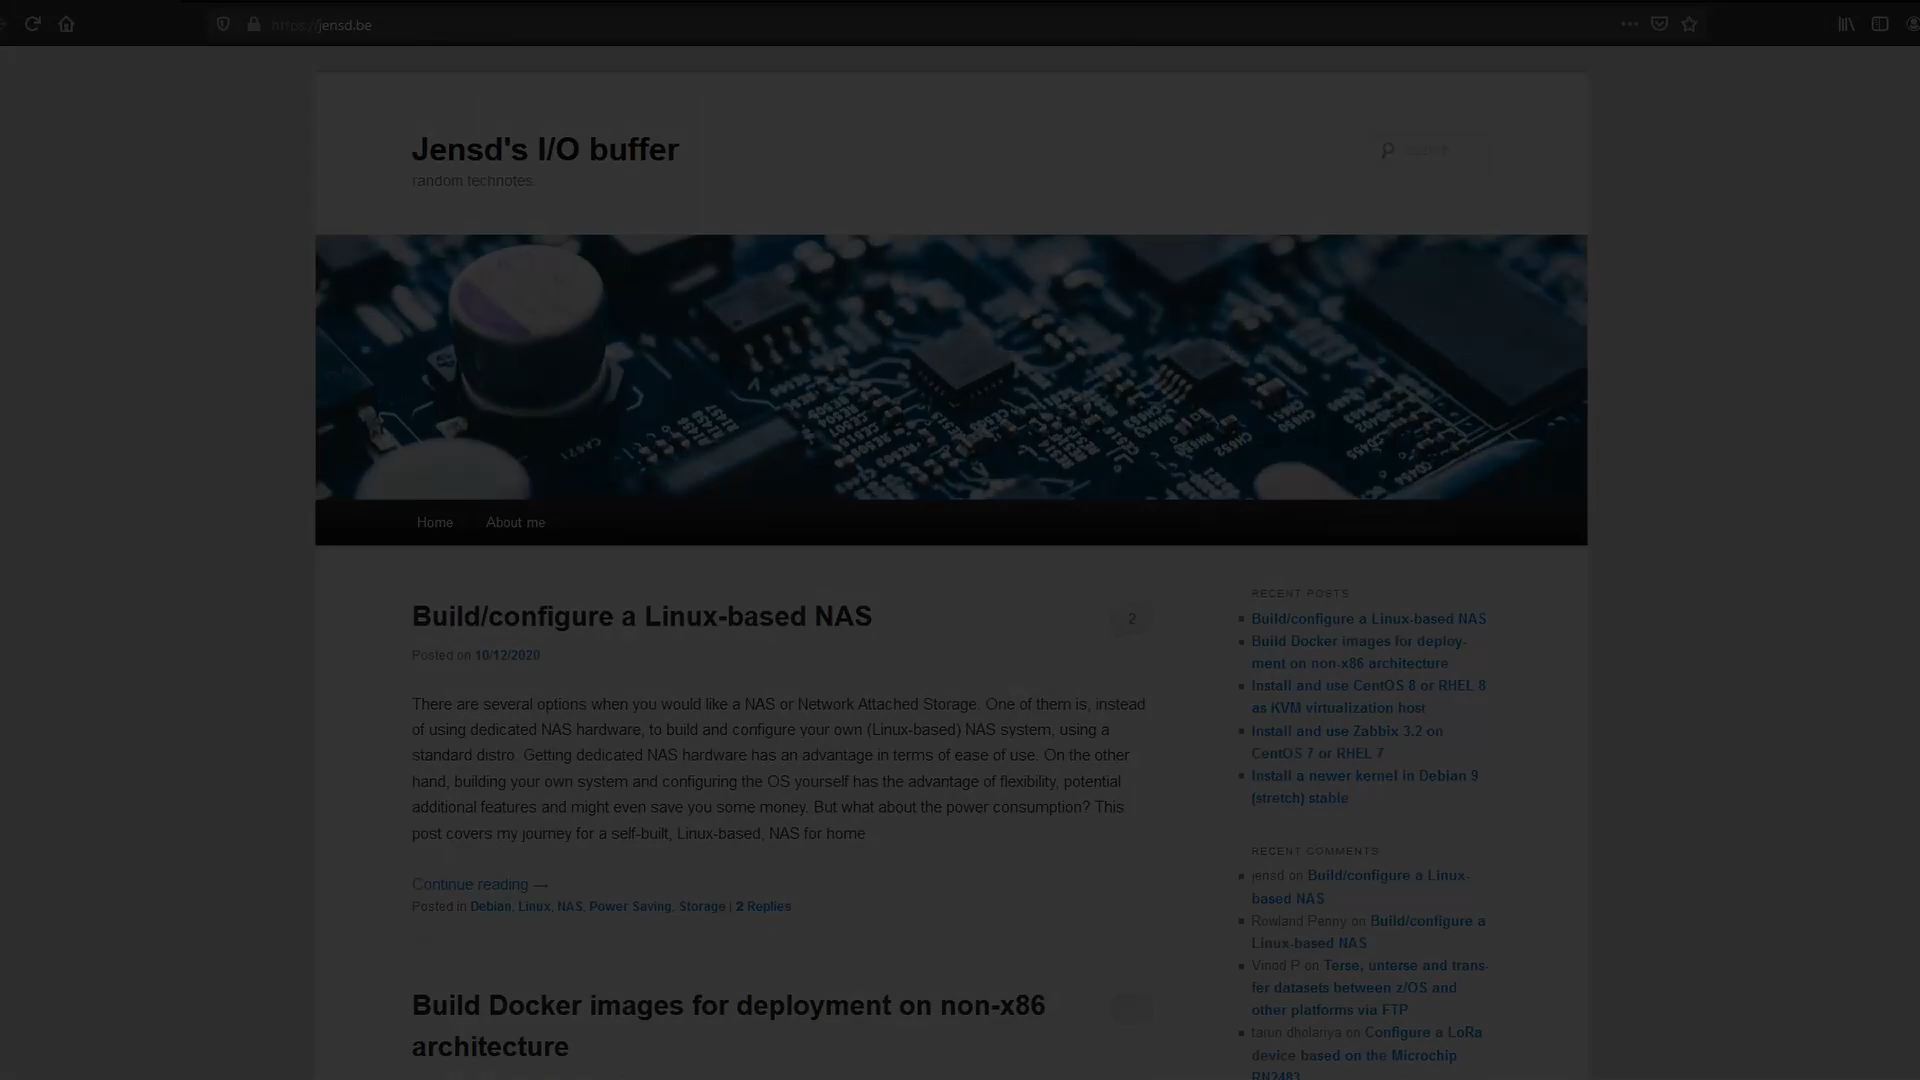 https://jensd.be
Jensd's I/O buffer
random technotes
Search
Home
About me
Build/configure a Linux-based NAS
2
Posted on 10/12/2020
There are several options when you would like a NAS or Network Attached Storage. One of them is, instead
of using dedicated NAS hardware, to build and configure your own (Linux-based) NAS system, using a
standard distro. Getting dedicated NAS hardware has an advantage in terms of ease of use. On the other
hand, building your own system and configuring the OS yourself has the advantage of flexibility, potential
additional features and might even save you some money. But what about the power consumption? This
post covers my journey for a self-built, Linux-based, NAS for home
Continue reading →
Posted in Debian, Linux, NAS, Power Saving, Storage | 2 Replies
Build Docker images for deployment on non-x86
architecture
RECENT POSTS
Build/configure a Linux-based NAS
Build Docker images for deploy-
ment on non-x86 architecture
Install and use CentOS 8 or RHEL 8
as KVM virtualization host
Install and use Zabbix 3.2 on
CentOS 7 or RHEL 7
Install a newer kernel in Debian 9
(stretch) stable
RECENT COMMENTS
jensd on Build/configure a Linux-
based NAS
Rowland Penny on Build/configure a
Linux-based NAS
Vinod P on Terse, unterse and trans-
fer datasets between z/OS and
other platforms via FTP
tarun dholariya on Configure a LoRa
device based on the Microchip
RN2483